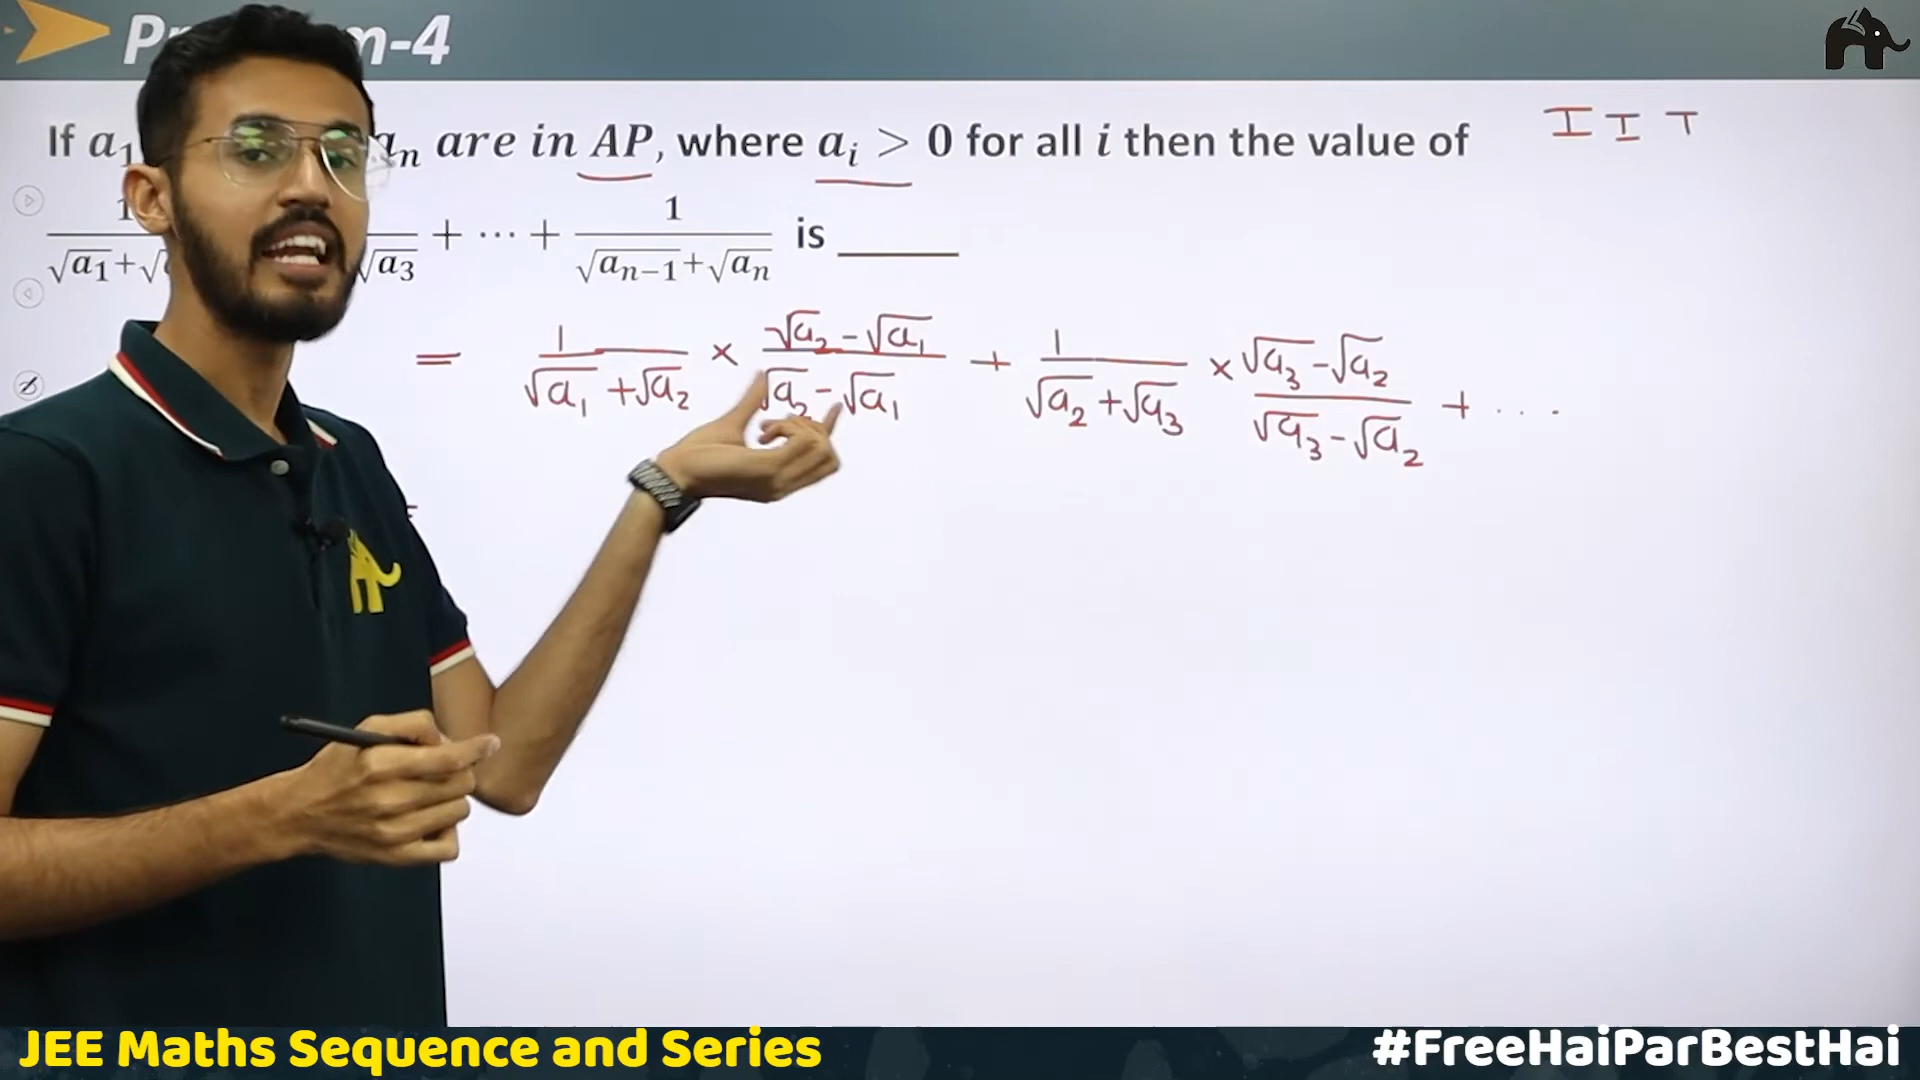 -4
If a₁ aₙ are in AP, where aᵢ > 0 for all i then the value of
I I T
1/(√a₁+√ √a₃ + ⋯ + 1/(√aₙ₋₁+√aₙ) is ____
= 1/(√a₁+√a₂) × (√a₂-√a₁)/(√a₂-√a₁) + 1/(√a₂+√a₃) × (√a₃-√a₂)/(√a₃-√a₂) + ...
JEE Maths Sequence and Series
#FreeHaiParBestHai